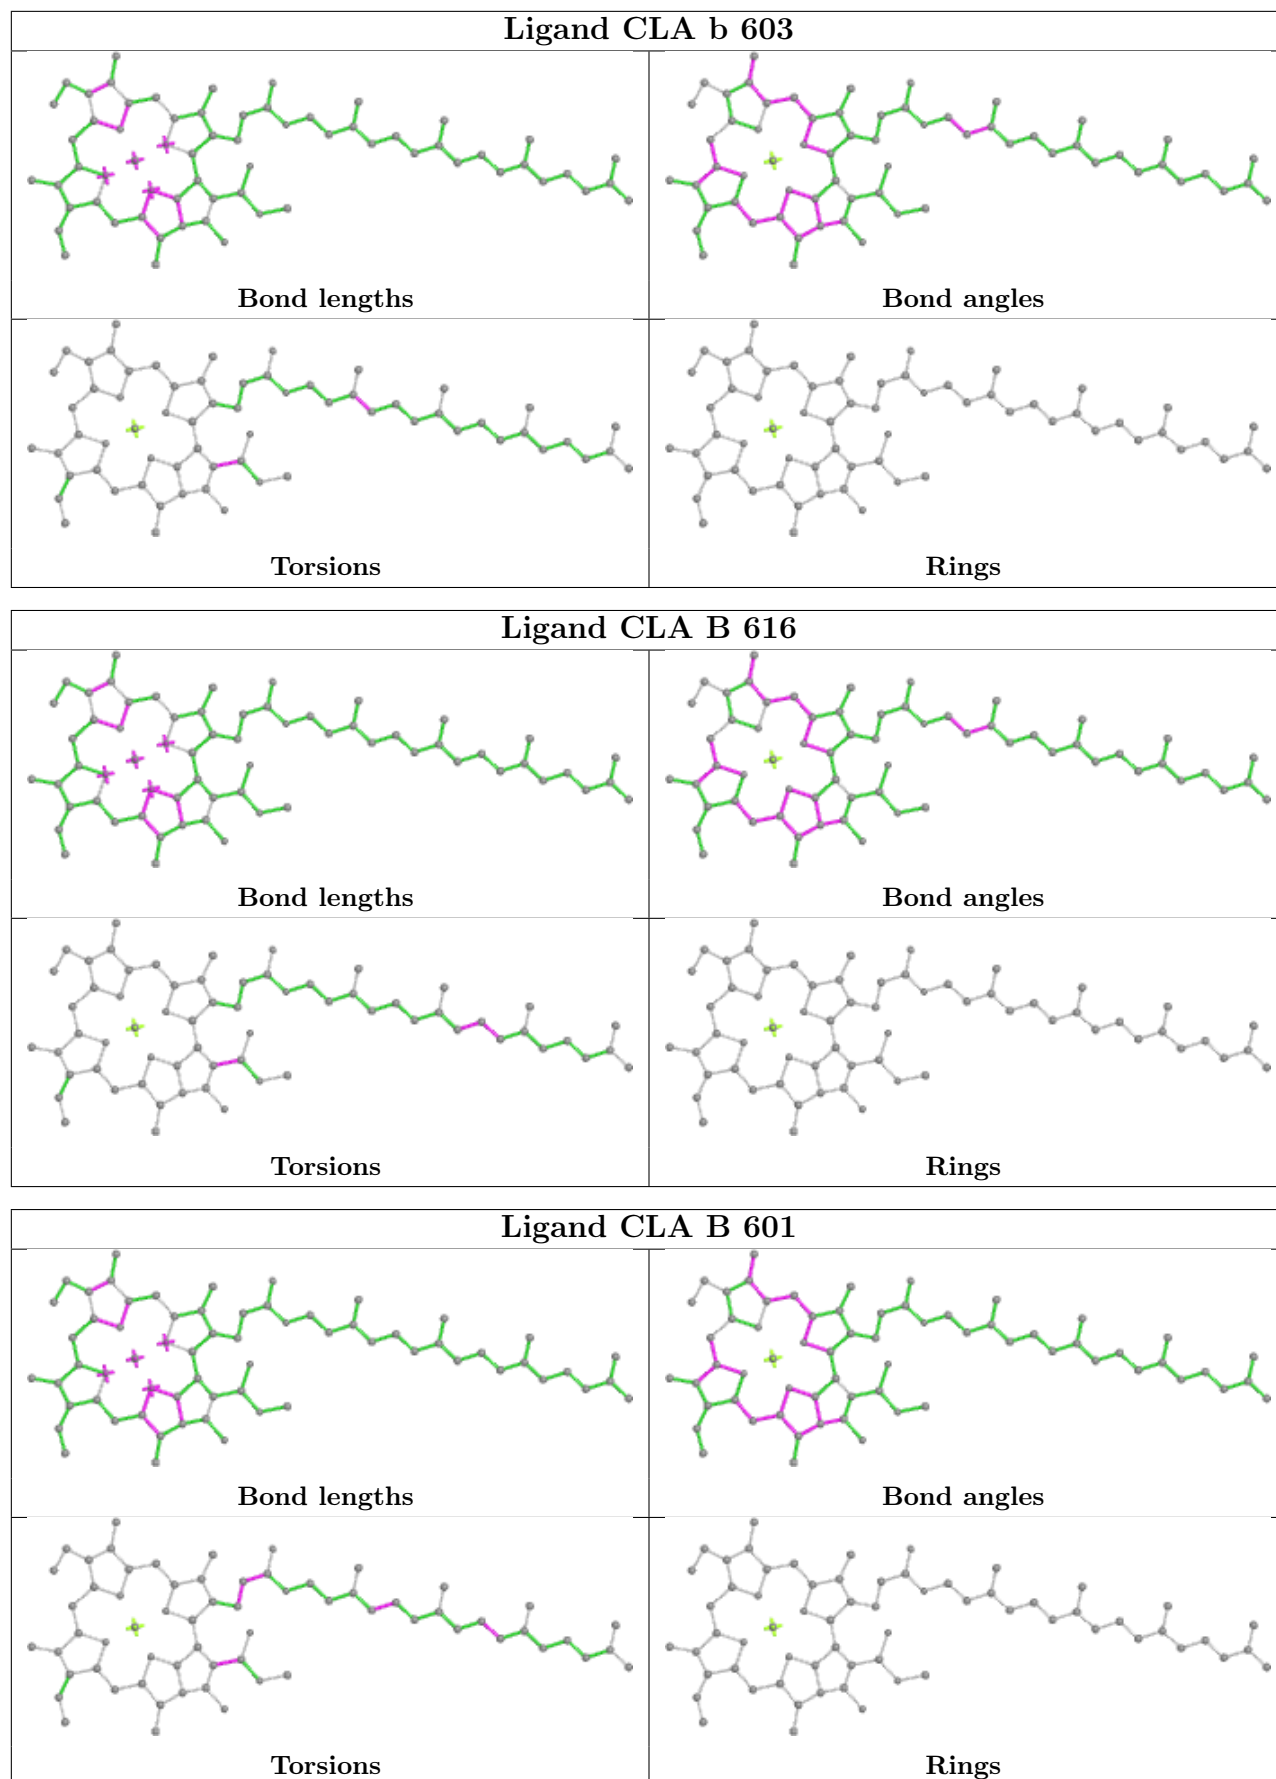 Ligand CLA b 603
Bond lengths
Bond angles
Torsions
Rings
Ligand CLA B 616
Bond lengths
Bond angles
Torsions
Rings
Ligand CLA B 601
Bond lengths
Bond angles
Torsions
Rings